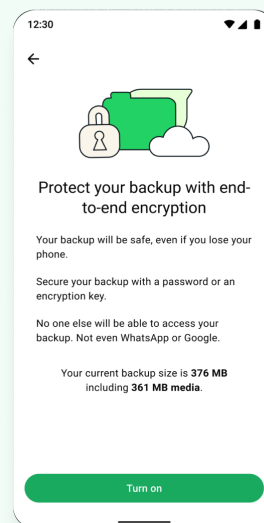 12:30
Protect your backup with end-
to-end encryption
Your backup will be safe, even if you lose your
phone.
Secure your backup with a password or an
encryption key.
No one else will be able to access your
backup. Not even WhatsApp or Google.
Your current backup size is 376 MB
including 361 MB media.
Turn on